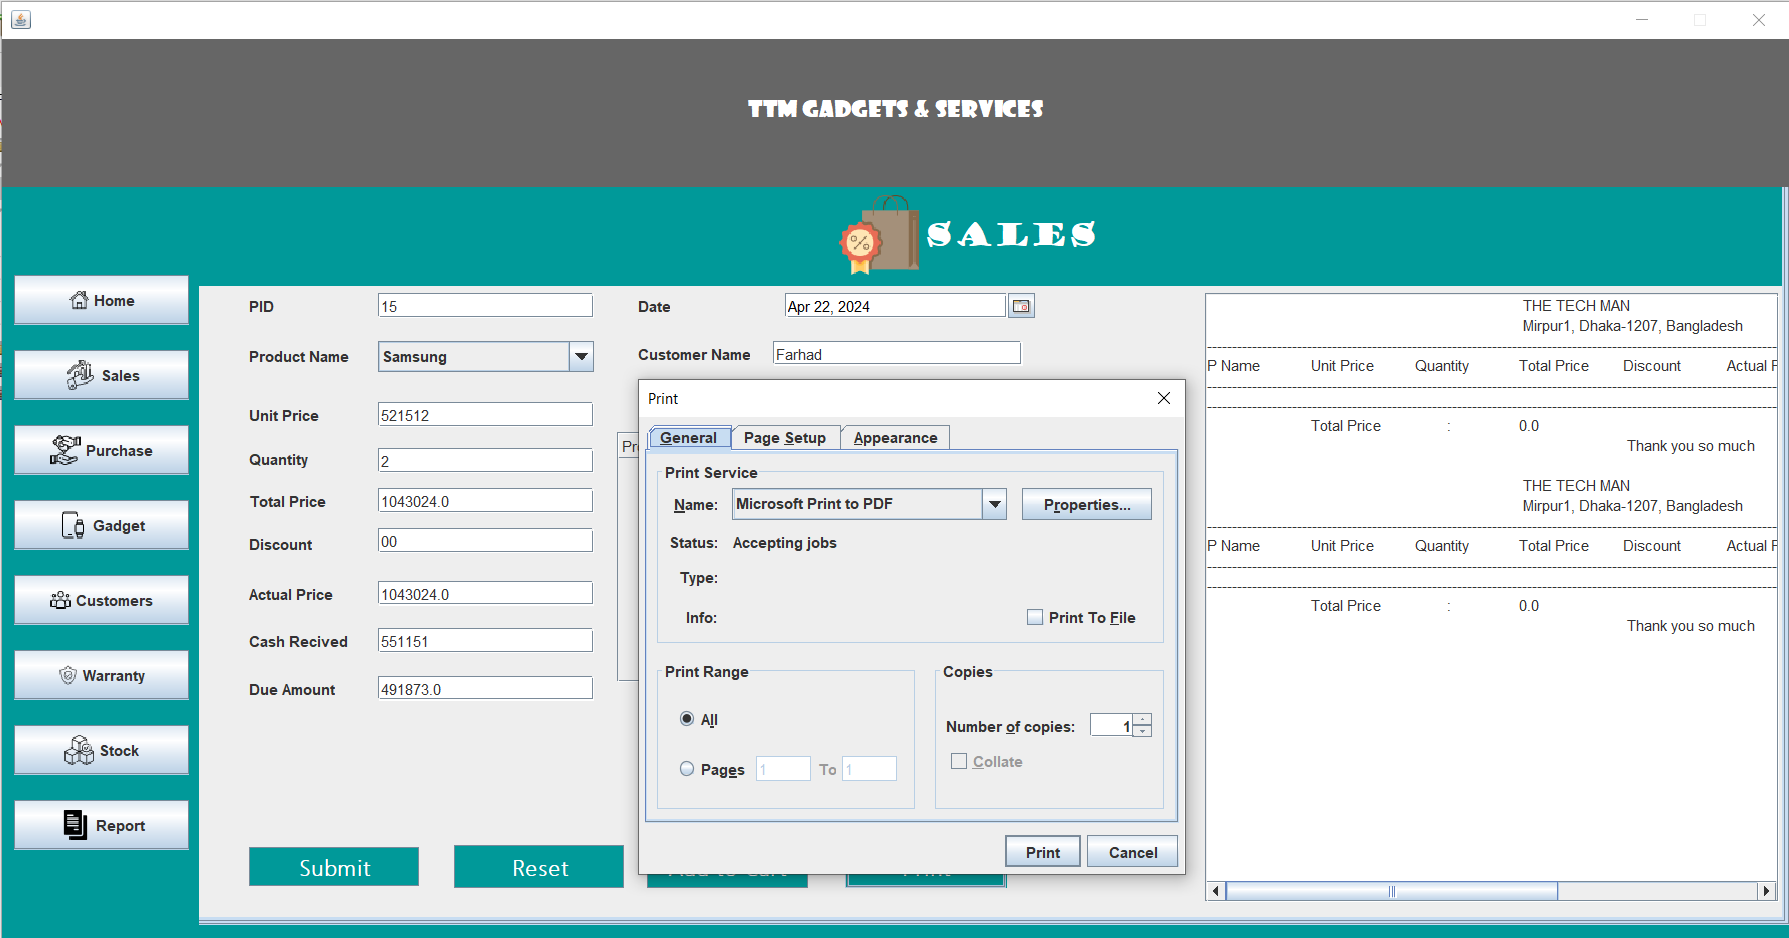 TTM GADGETS & SERVICES
SALES
Home
Sales
Purchase
Gadget
Customers
Warranty
Stock
Report
PID 15
Product Name Samsung
Unit Price 521512
Quantity 2
Total Price 1043024.0
Discount 00
Actual Price 1043024.0
Cash Recived 551151
Due Amount 491873.0
Date Apr 22, 2024
Customer Name Farhad
Submit
Reset
Print
General Page Setup Appearance
Print Service
Name: Microsoft Print to PDF Properties...
Status: Accepting jobs
Type:
Info: Print To File
Print Range
All
Pages 1 To 1
Copies
Number of copies: 1
Collate
Print Cancel
THE TECH MAN
Mirpur1, Dhaka-1207, Bangladesh
P Name Unit Price Quantity Total Price Discount Actual
Total Price : 0.0
Thank you so much
THE TECH MAN
Mirpur1, Dhaka-1207, Bangladesh
P Name Unit Price Quantity Total Price Discount Actual
Total Price : 0.0
Thank you so much